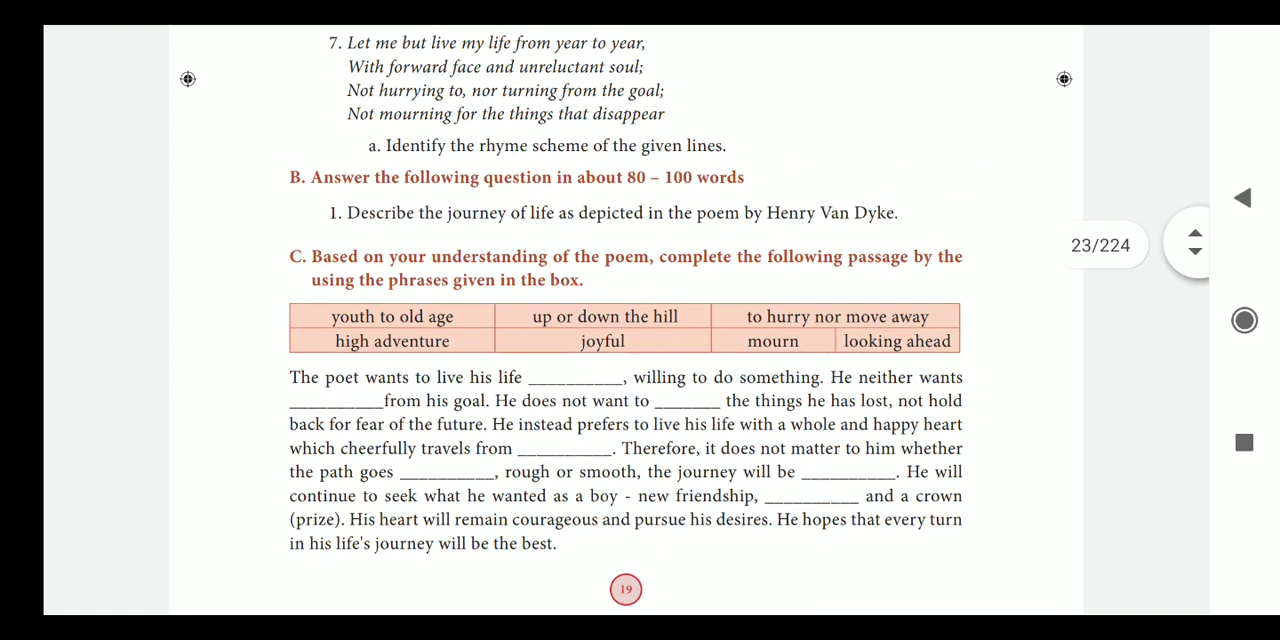 7. Let me but live my life from year to year,
With forward face and unreluctant soul;
Not hurrying to, nor turning from the goal;
Not mourning for the things that disappear
a. Identify the rhyme scheme of the given lines.
B. Answer the following question in about 80 – 100 words
1. Describe the journey of life as depicted in the poem by Henry Van Dyke.
23/224
C. Based on your understanding of the poem, complete the following passage by the
using the phrases given in the box.
youth to old age up or down the hill to hurry nor move away
high adventure joyful mourn looking ahead
The poet wants to live his life __________, willing to do something. He neither wants
__________from his goal. He does not want to _______ the things he has lost, not hold
back for fear of the future. He instead prefers to live his life with a whole and happy heart
which cheerfully travels from __________. Therefore, it does not matter to him whether
the path goes __________, rough or smooth, the journey will be __________. He will
continue to seek what he wanted as a boy - new friendship, __________ and a crown
(prize). His heart will remain courageous and pursue his desires. He hopes that every turn
in his life's journey will be the best.
19